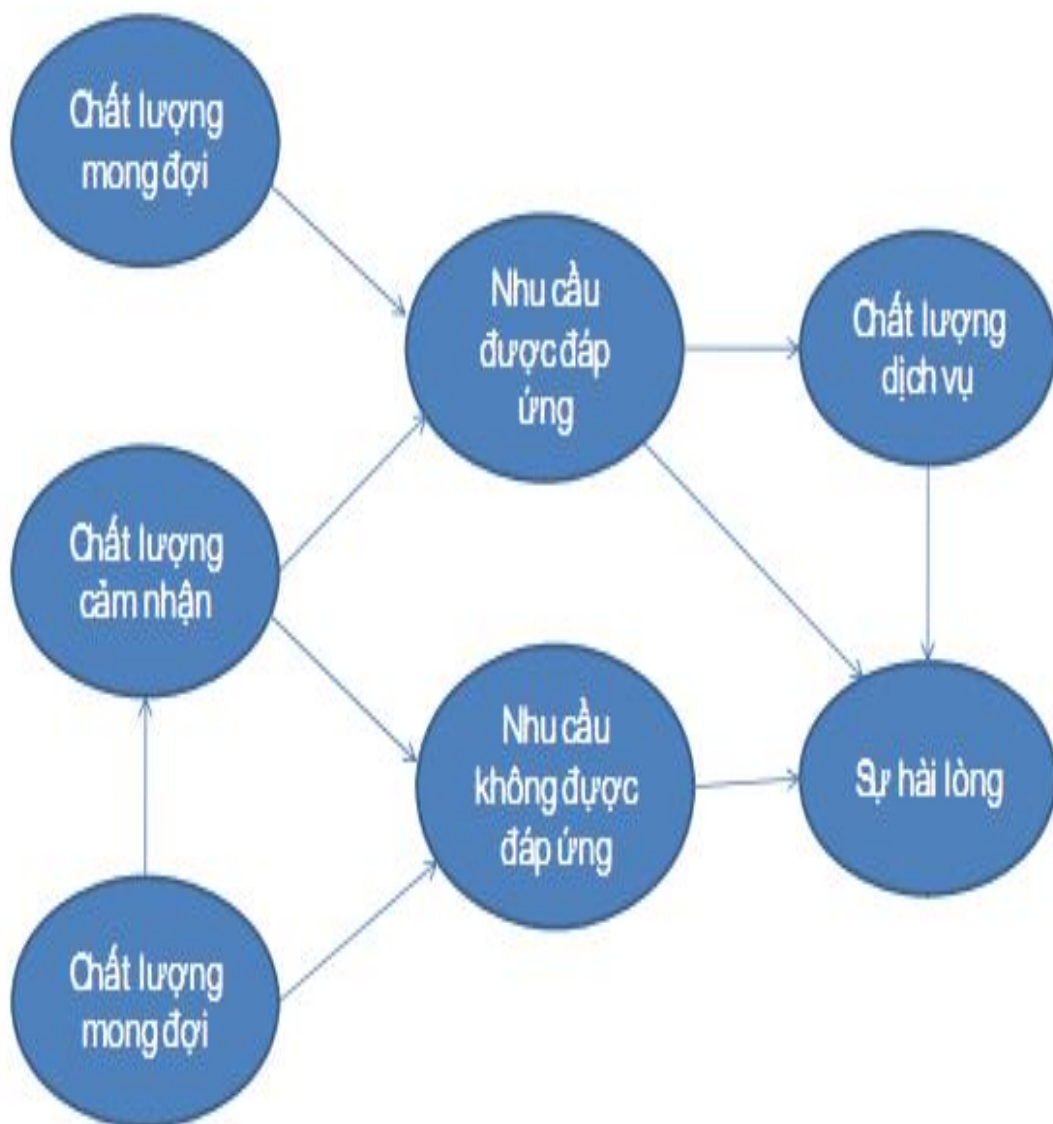 Chất lượng
mong đợi
Nhu cầu
được đáp
ứng
Chất lượng
dịch vụ
Chất lượng
cảm nhận
Nhu cầu
không đựợc
đáp ứng
Sự hài lòng
Chất lượng
mong đợi